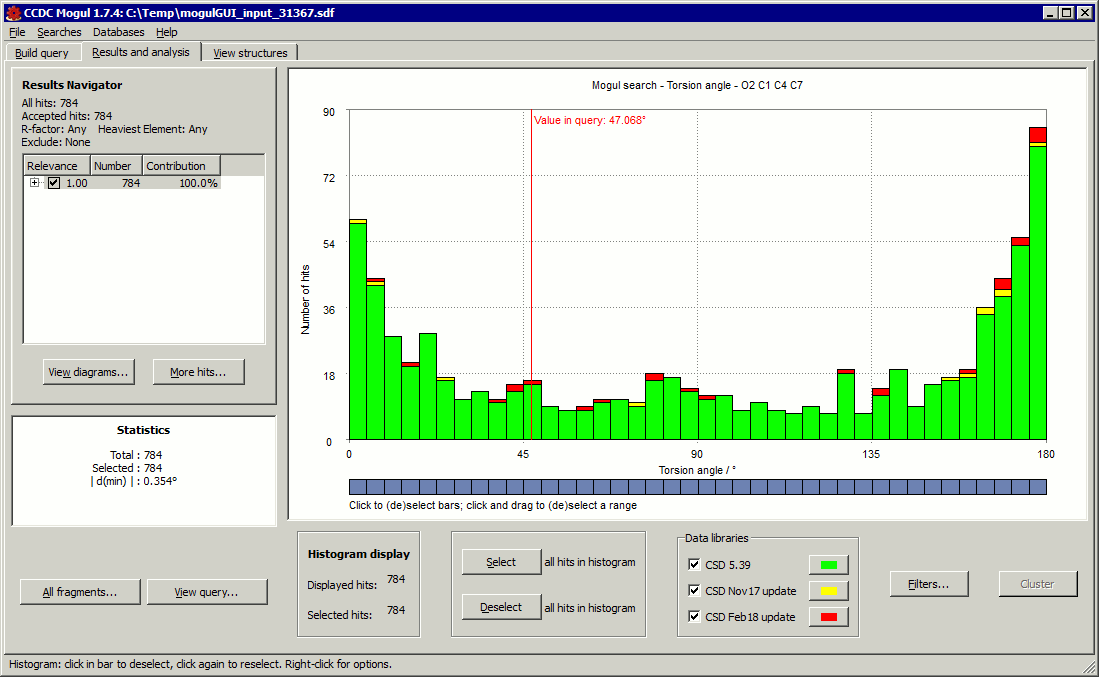 CCDC Mogul 1.7.4: C:\Temp\mogulGUI_input_31367.sdf
File Searches Databases Help
Build query Results and analysis View structures
Results Navigator
All hits: 784
Accepted hits: 784
R-factor: Any Heaviest Element: Any
Exclude: None
Relevance Number Contribution
1.00 784 100.0%
View diagrams... More hits...
Statistics
Total : 784
Selected : 784
| d(min) | : 0.354°
All fragments... View query...
Mogul search - Torsion angle - O2 C1 C4 C7
Value in query: 47.068°
90
72
54
36
18
0
Number of hits
0 45 90 135 180
Torsion angle / °
Click to (de)select bars; click and drag to (de)select a range
Histogram display
Displayed hits: 784
Selected hits: 784
Select all hits in histogram
Deselect all hits in histogram
Data libraries
CSD 5.39
CSD Nov17 update
CSD Feb18 update
Filters... Cluster
Histogram: click in bar to deselect, click again to reselect. Right-click for options.